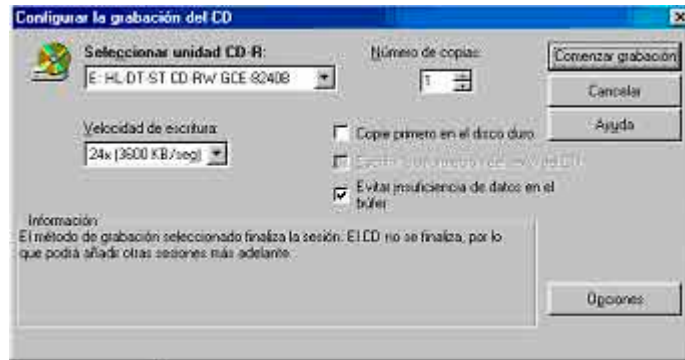 Configurar la grabación del CD
Seleccionar unidad CD-R:
E: HL-DT-ST CD-RW GCE-8240B
Número de copias:
1
Comenzar grabación
Cancelar
Ayuda
Velocidad de escritura:
24x (3600 KB/seg)
Copie primero en el disco duro
Evitar insuficiencia de datos en el
búfer
Información
El método de grabación seleccionado finaliza la sesión. El CD no se finaliza, por lo
que podrá añadir otras sesiones más adelante.
Opciones